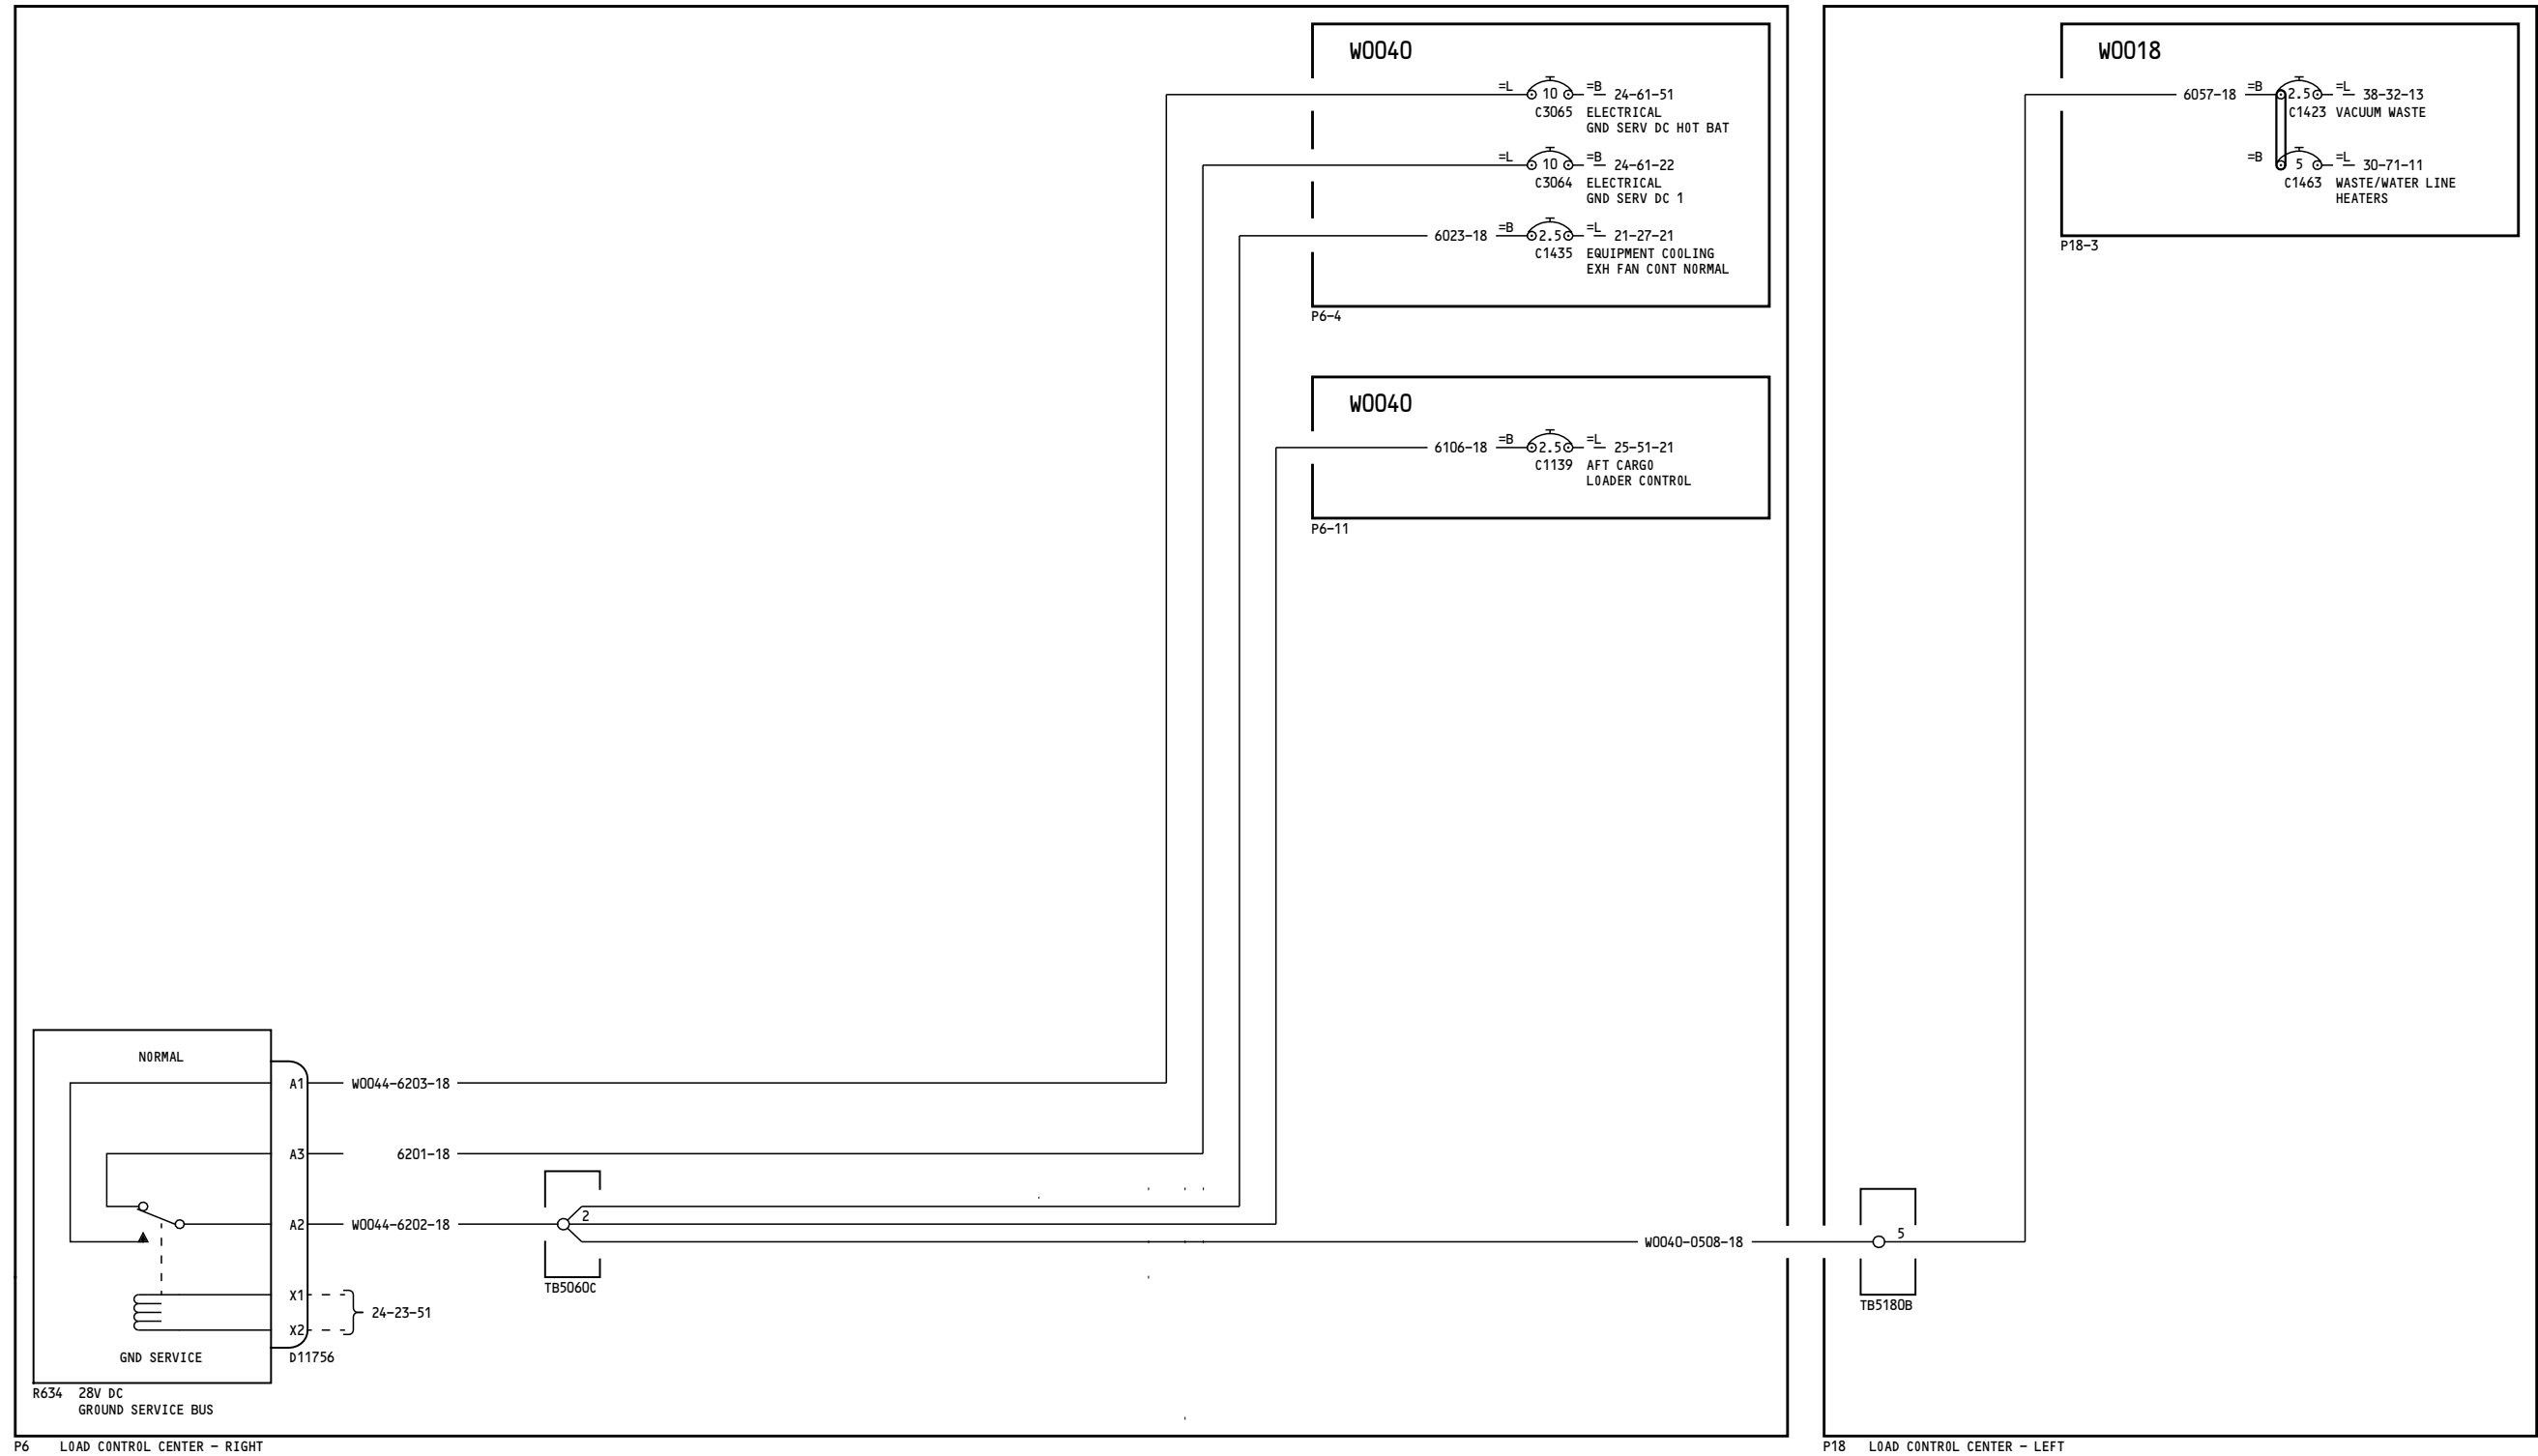 W0040
=L 10 =B 24-61-51
C3065 ELECTRICAL
GND SERV DC HOT BAT
=L 10 =B 24-61-22
C3064 ELECTRICAL
GND SERV DC 1
6023-18 =B 2.5 =L 21-27-21
C1435 EQUIPMENT COOLING
EXH FAN CONT NORMAL
P6-4
W0040
6106-18 =B 2.5 =L 25-51-21
C1139 AFT CARGO
LOADER CONTROL
P6-11
W0018
6057-18 =B 2.5 =L 38-32-13
C1423 VACUUM WASTE
=B 5 =L 30-71-11
C1463 WASTE/WATER LINE
HEATERS
P18-3
NORMAL
A1 W0044-6203-18
A3 6201-18
A2 W0044-6202-18
2
W0040-0508-18
5
TB5060C
TB5180B
X1
24-23-51
X2
GND SERVICE
D11756
R634 28V DC
GROUND SERVICE BUS
P6 LOAD CONTROL CENTER - RIGHT
P18 LOAD CONTROL CENTER - LEFT